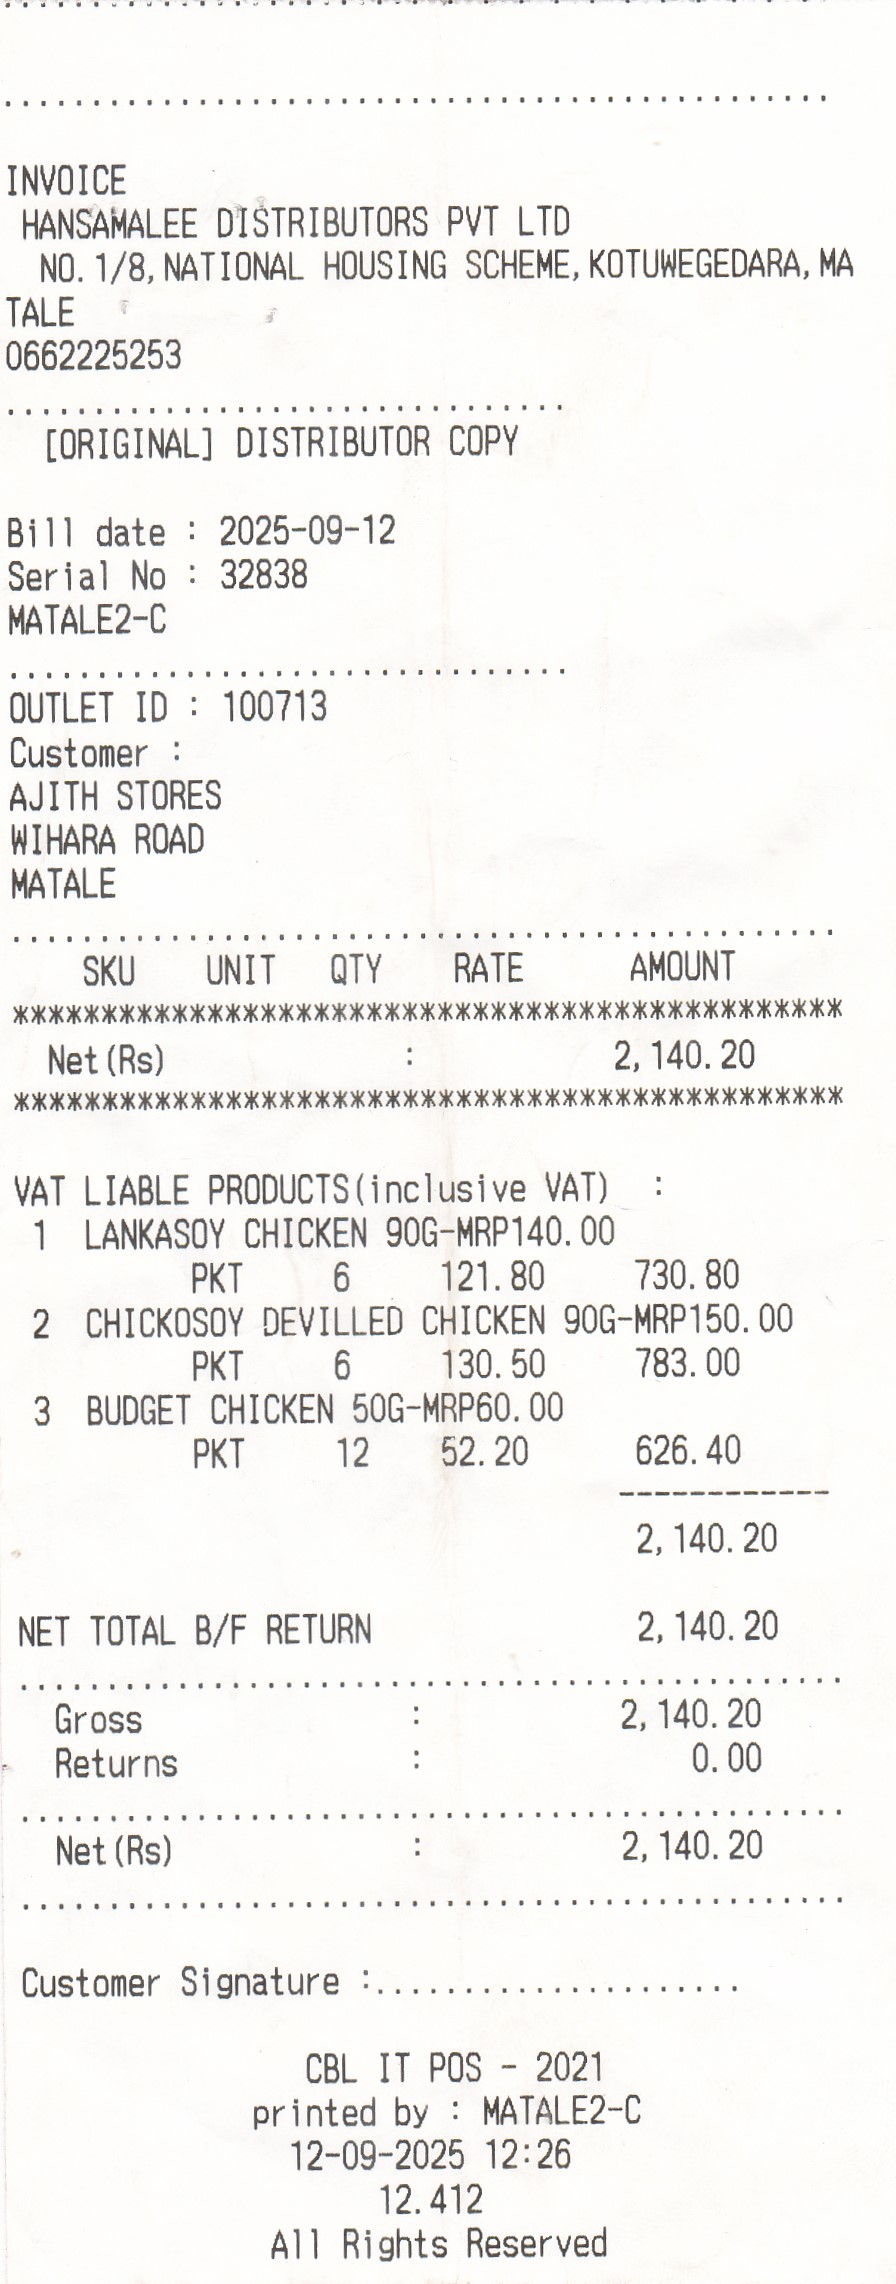 INVOICE
HANSAMALEE DISTRIBUTORS PVT LTD
NO.1/8,NATIONAL HOUSING SCHEME,KOTUWEGEDARA,MA
TALE
0662225253
................................
[ORIGINAL] DISTRIBUTOR COPY
Bill date : 2025-09-12
Serial No : 32838
MATALE2-C
................................
OUTLET ID : 100713
Customer :
AJITH STORES
WIHARA ROAD
MATALE
...............................................
SKU UNIT QTY RATE AMOUNT
***********************************************
Net(Rs) : 2,140.20
***********************************************
VAT LIABLE PRODUCTS(inclusive VAT) :
1 LANKASOY CHICKEN 90G-MRP140.00
PKT 6 121.80 730.80
2 CHICKOSOY DEVILLED CHICKEN 90G-MRP150.00
PKT 6 130.50 783.00
3 BUDGET CHICKEN 50G-MRP60.00
PKT 12 52.20 626.40
------------
2,140.20
NET TOTAL B/F RETURN 2,140.20
...............................................
Gross : 2,140.20
Returns : 0.00
...............................................
Net(Rs) : 2,140.20
...............................................
Customer Signature :.....................
CBL IT POS - 2021
printed by : MATALE2-C
12-09-2025 12:26
12.412
All Rights Reserved